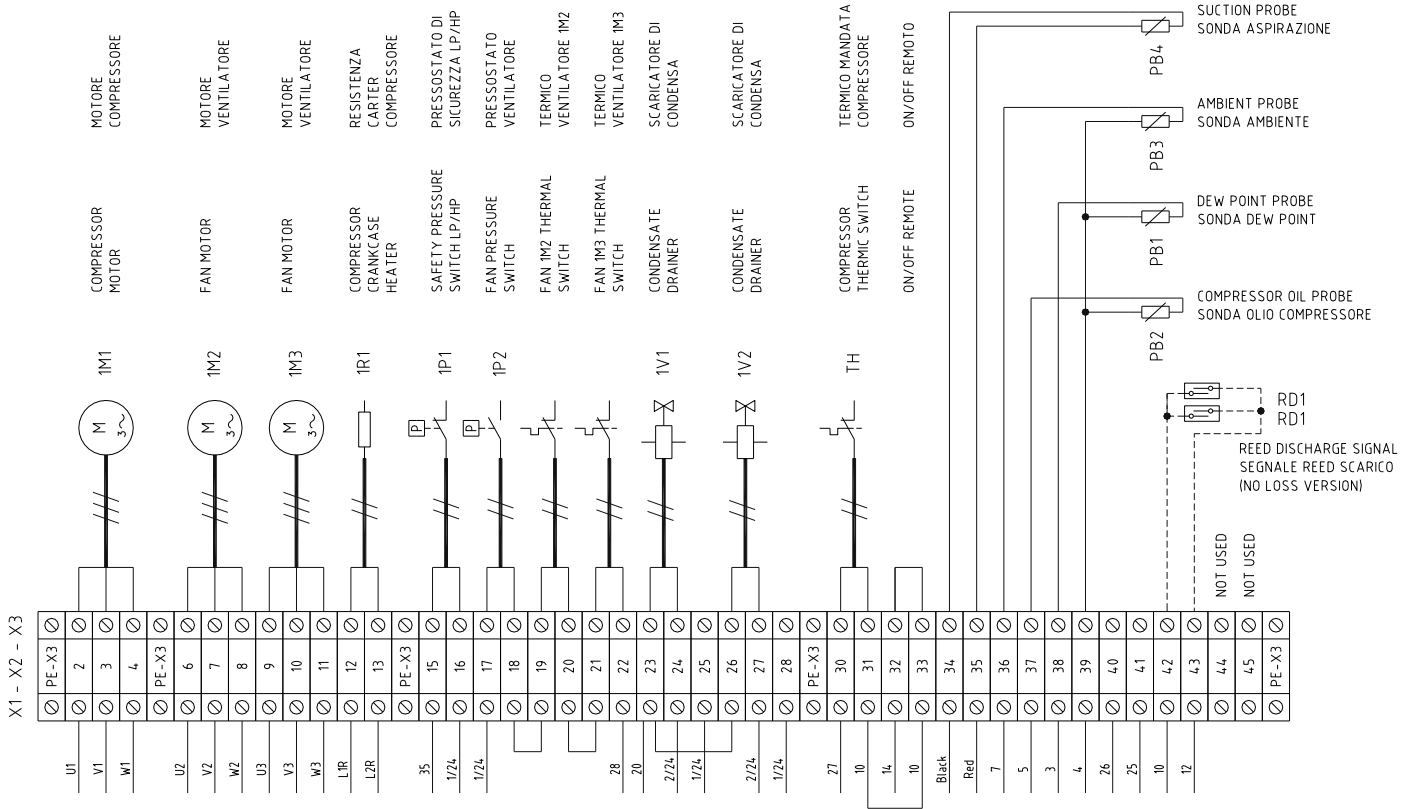 MOTORE
COMPRESSORE
MOTORE
VENTILATORE
MOTORE
VENTILATORE
RESISTENZA
CARTER
COMPRESSORE
PRESSOSTATO DI
SICUREZZA LP/HP
PRESSOSTATO
VENTILATORE
TERMICO
VENTILATORE 1M2
TERMICO
VENTILATORE 1M3
SCARICATORE DI
CONDENSA
SCARICATORE DI
CONDENSA
TERMICO MANDATA
COMPRESSORE
ON/OFF REMOTO
COMPRESSOR
MOTOR
FAN MOTOR
FAN MOTOR
COMPRESSOR
CRANKCASE
HEATER
SAFETY PRESSURE
SWITCH LP/HP
FAN PRESSURE
SWITCH
FAN 1M2 THERMAL
SWITCH
FAN 1M3 THERMAL
SWITCH
CONDENSATE
DRAINER
CONDENSATE
DRAINER
COMPRESSOR
THERMIC SWITCH
ON/OFF REMOTE
1M1
1M2
1M3
1R1
1P1
1P2
1V1
1V2
TH
M
3~
M
3~
M
3~
P
P
SUCTION PROBE
SONDA ASPIRAZIONE
PB4
AMBIENT PROBE
SONDA AMBIENTE
PB3
DEW POINT PROBE
SONDA DEW POINT
PB1
COMPRESSOR OIL PROBE
SONDA OLIO COMPRESSORE
PB2
RD1
RD1
REED DISCHARGE SIGNAL
SEGNALE REED SCARICO
(NO LOSS VERSION)
NOT USED
NOT USED
X1 - X2 - X3
PE-X3
2
3
4
PE-X3
6
7
8
9
10
11
12
13
PE-X3
15
16
17
18
19
20
21
22
23
24
25
26
27
28
PE-X3
30
31
32
33
34
35
36
37
38
39
40
41
42
43
44
45
PE-X3
U1
V1
W1
U2
V2
W2
U3
V3
W3
L1R
L2R
35
1/24
1/24
28
20
2/24
1/24
2/24
1/24
27
10
14
10
Black
Red
7
5
3
4
26
25
10
12